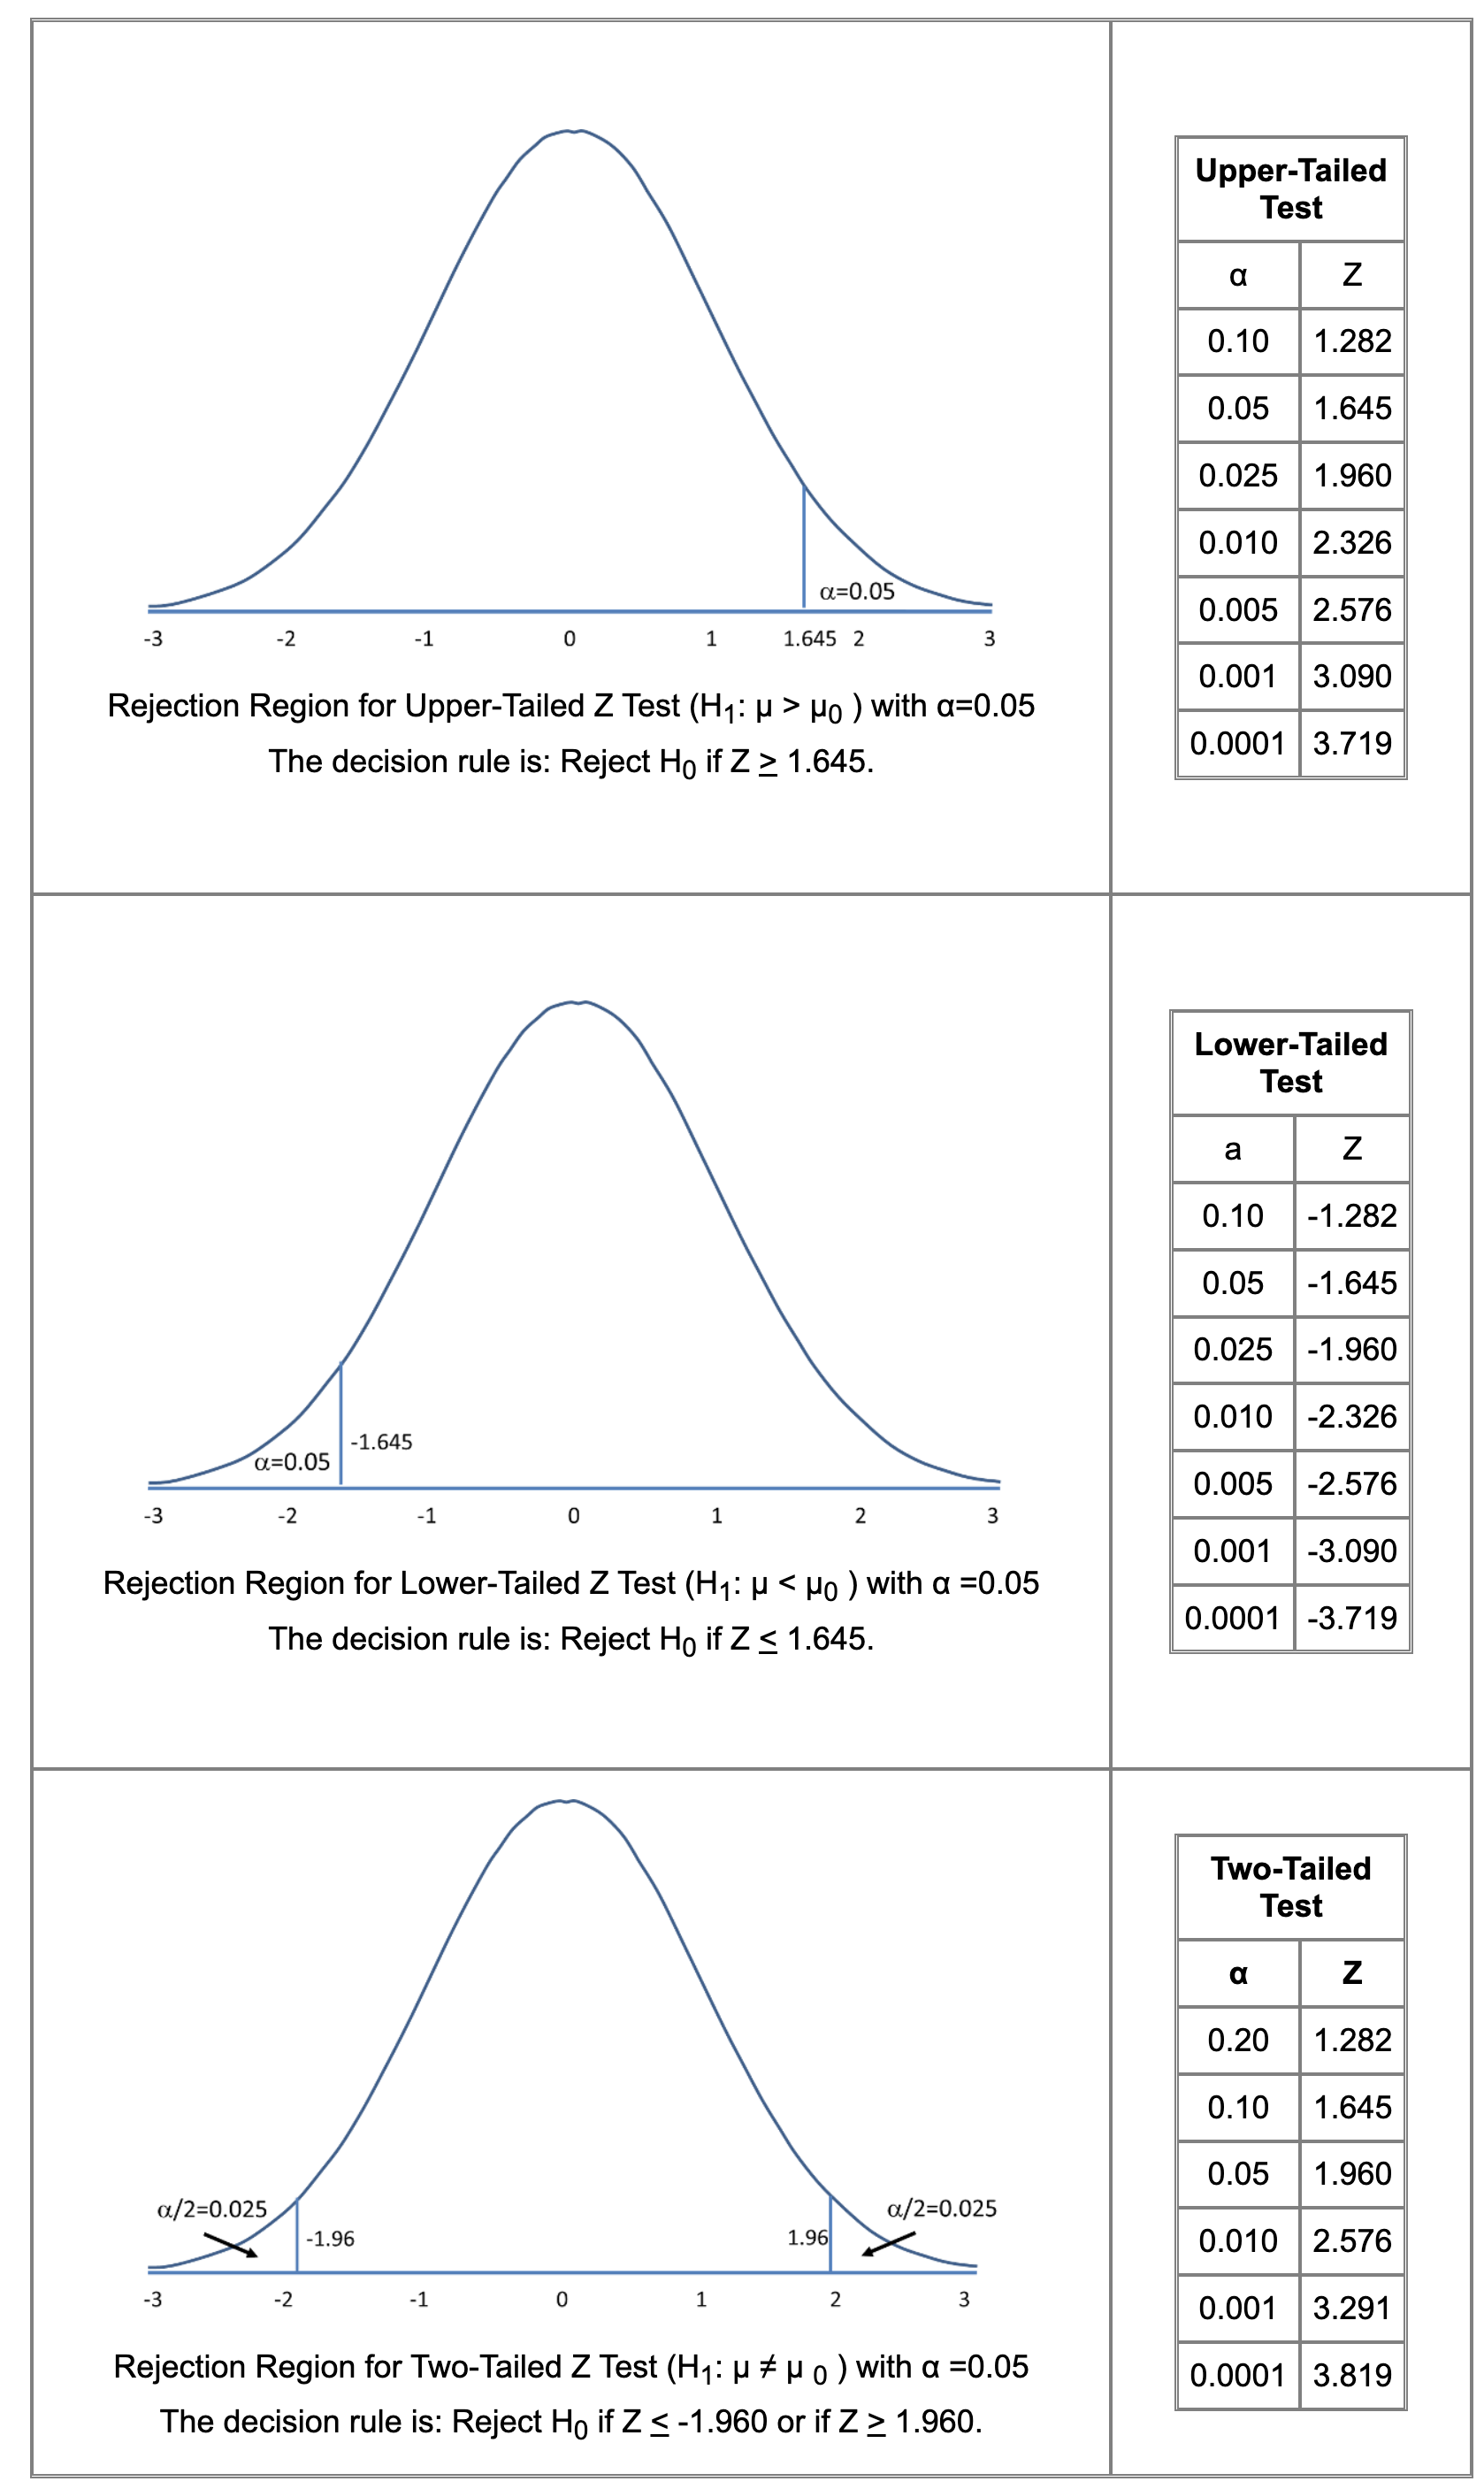 α=0.05
-3 -2 -1 0 1 1.645 2 3
Rejection Region for Upper-Tailed Z Test (H1: μ > μ0 ) with α=0.05
The decision rule is: Reject H0 if Z ≥ 1.645.
Upper-Tailed
Test
α Z
0.10 1.282
0.05 1.645
0.025 1.960
0.010 2.326
0.005 2.576
0.001 3.090
0.0001 3.719
-1.645
α=0.05
-3 -2 -1 0 1 2 3
Rejection Region for Lower-Tailed Z Test (H1: μ < μ0 ) with α =0.05
The decision rule is: Reject H0 if Z ≤ 1.645.
Lower-Tailed
Test
a Z
0.10 -1.282
0.05 -1.645
0.025 -1.960
0.010 -2.326
0.005 -2.576
0.001 -3.090
0.0001 -3.719
α/2=0.025 α/2=0.025
-1.96 1.96
-3 -2 -1 0 1 2 3
Rejection Region for Two-Tailed Z Test (H1: μ ≠ μ 0 ) with α =0.05
The decision rule is: Reject H0 if Z ≤ -1.960 or if Z ≥ 1.960.
Two-Tailed
Test
α Z
0.20 1.282
0.10 1.645
0.05 1.960
0.010 2.576
0.001 3.291
0.0001 3.819